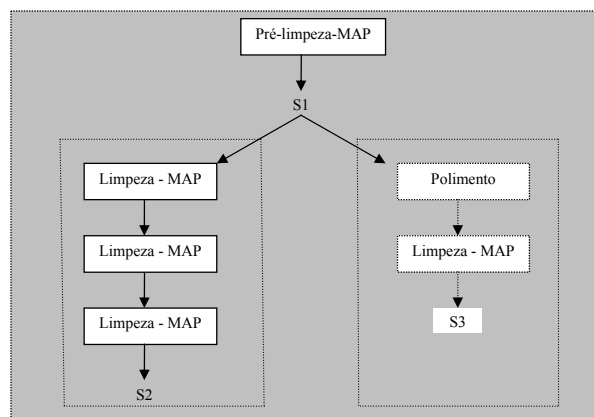 Pré-limpeza-MAP
S1
Limpeza - MAP
Limpeza - MAP
Limpeza - MAP
S2
Polimento
Limpeza - MAP
S3